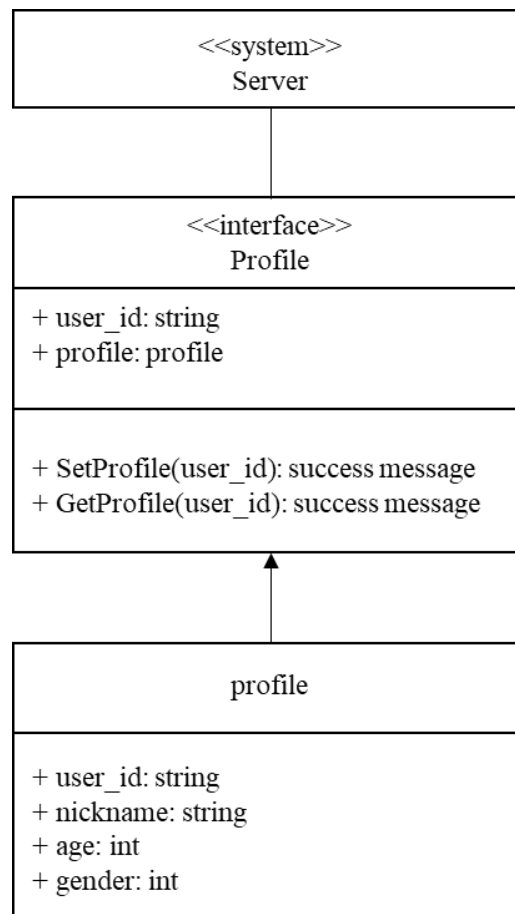 <<system>>
Server
<<interface>>
Profile
+ user_id: string
+ profile: profile
+ SetProfile(user_id): success message
+ GetProfile(user_id): success message
profile
+ user_id: string
+ nickname: string
+ age: int
+ gender: int